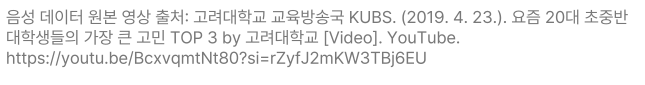 음성 데이터 원본 영상 출처: 고려대학교 교육방송국 KUBS. (2019. 4. 23.). 요즘 20대 초중반
대학생들의 가장 큰 고민 TOP 3 by 고려대학교 [Video]. YouTube.
https://youtu.be/BcxvqmtNt80?si=rZyfJ2mKW3TBj6EU